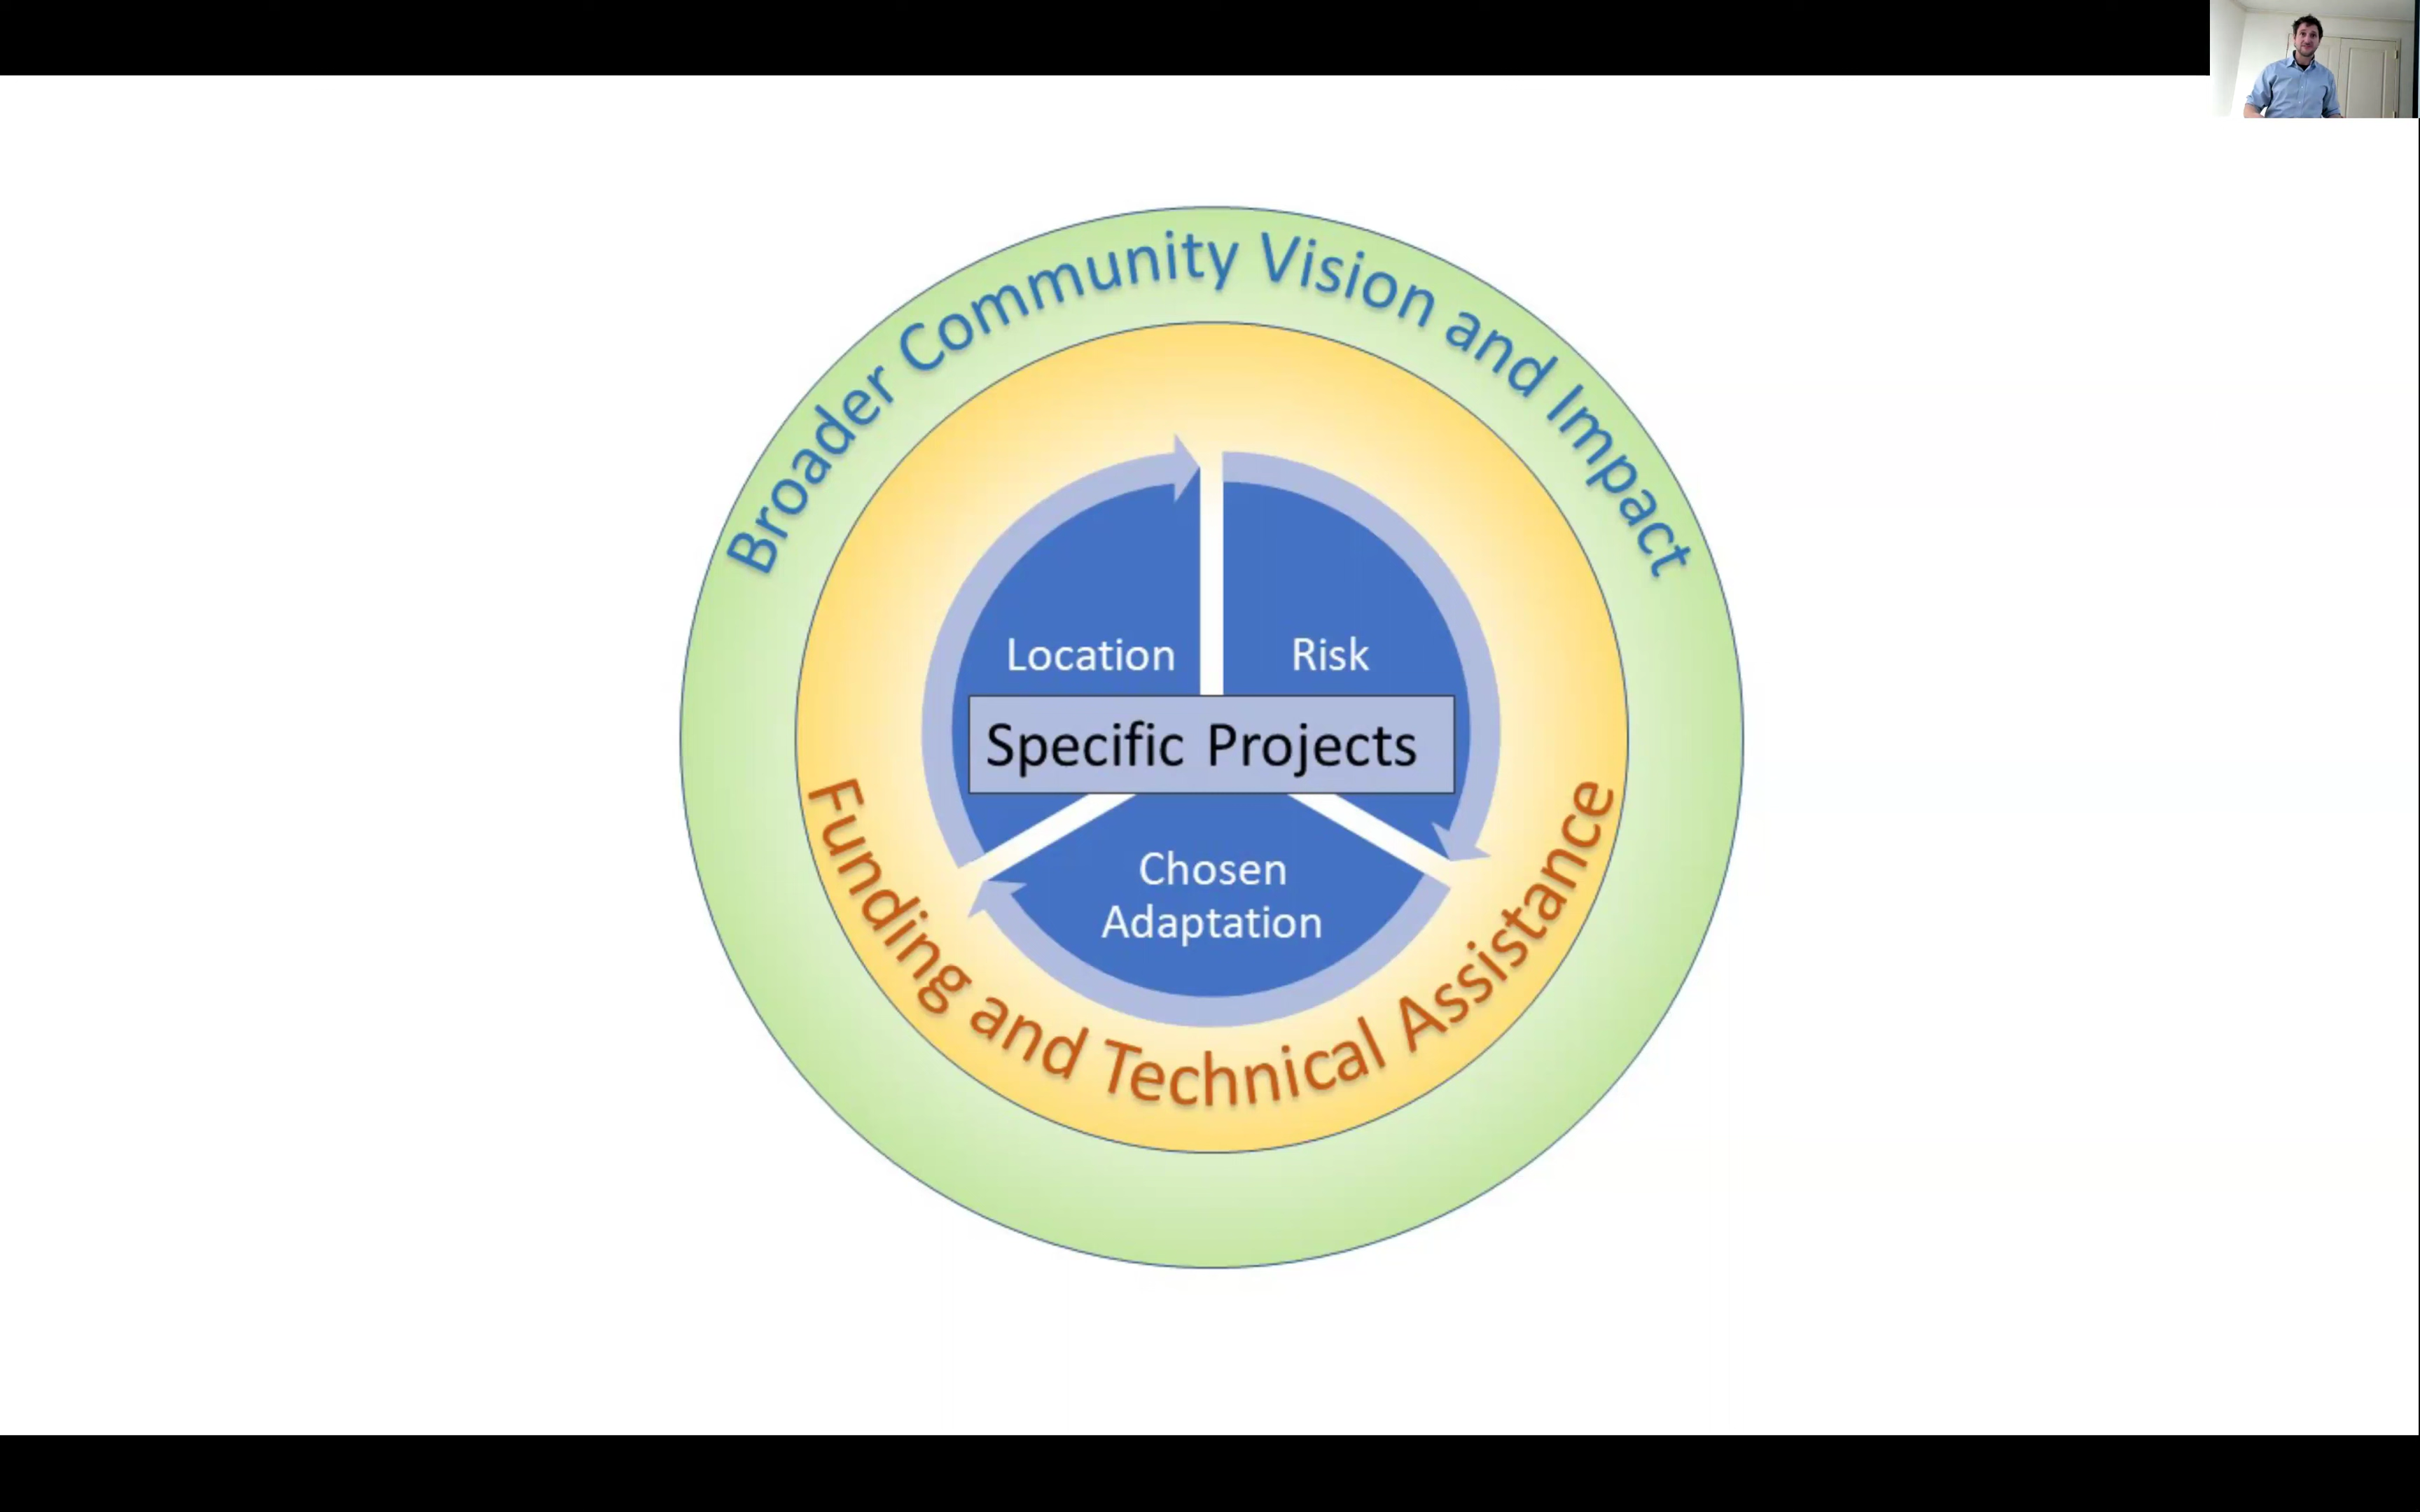 Broader Community Vision and Impact
Location
Risk
Specific Projects
Chosen
Adaptation
Funding and Technical Assistance